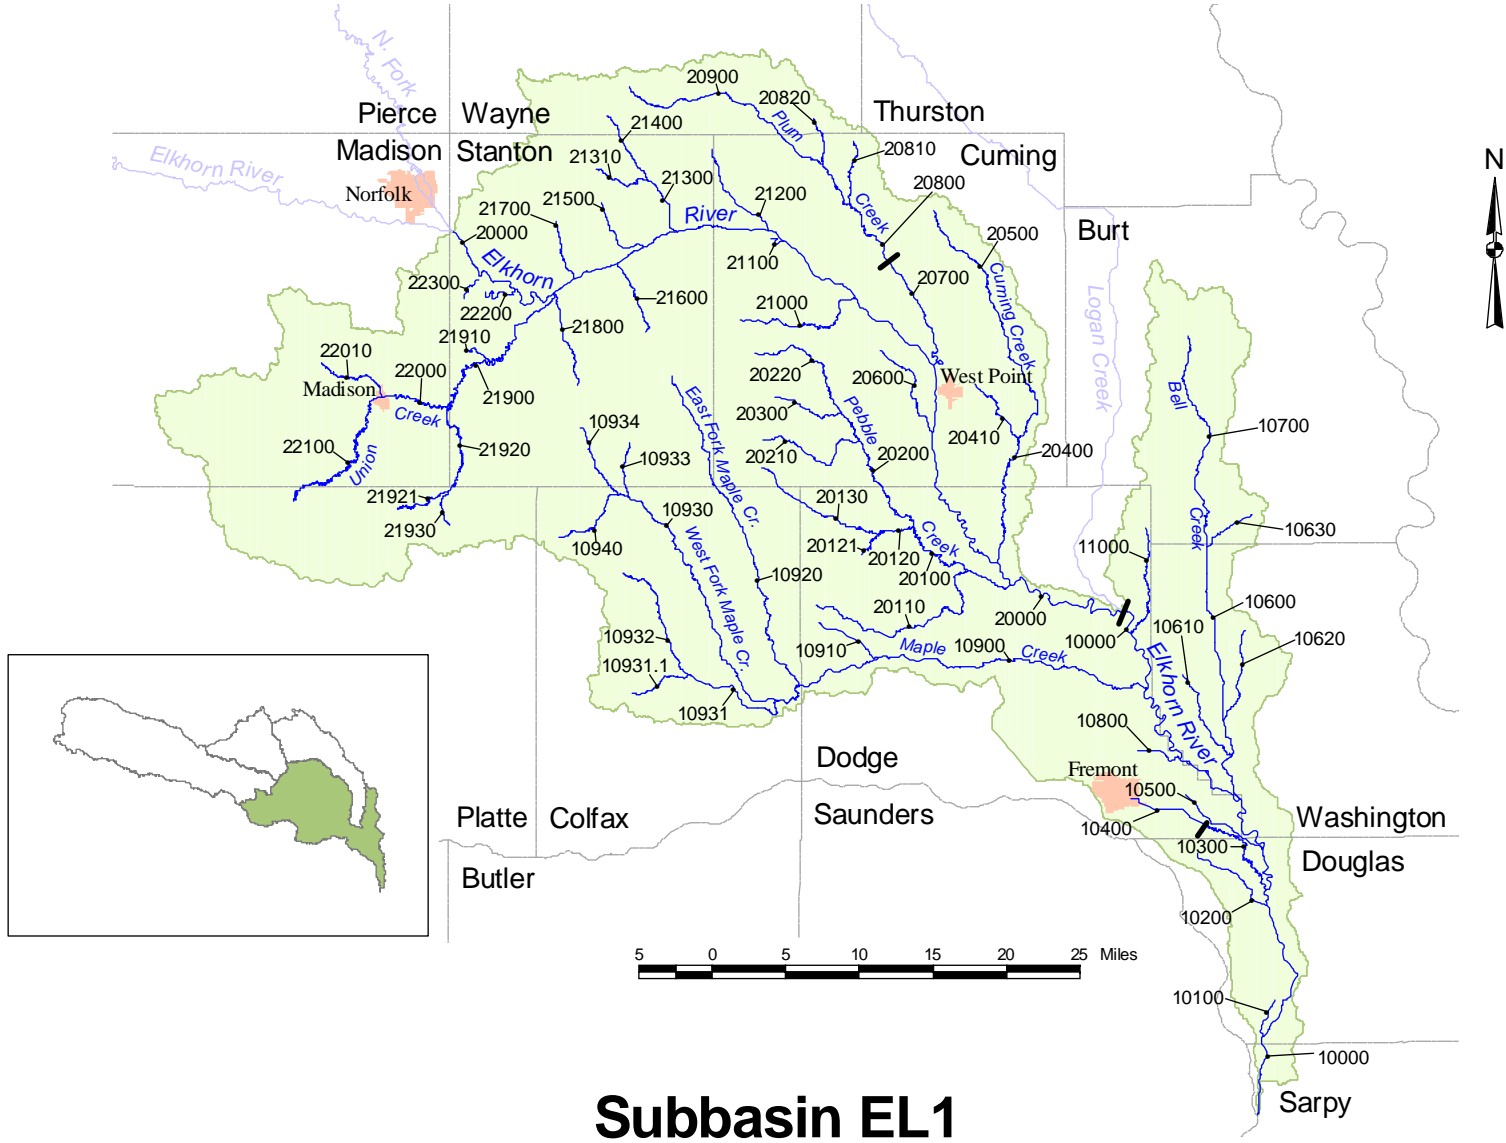 N. Fork
20900
20820
Pierce
Wayne
Thurston
21400
Plum
Madison
Stanton
20810
Cuming
Elkhorn River
21310
20800
N
Norfolk
21300
21500
21200
Creek
21700
River
20000
20500
Burt
21100
Elkhorn
20700
22300
Cuming Creek
22200
21600
21000
Logan Creek
21910
21800
22010
22000
20220
20600
West Point
Madison
21900
20300
Pebble
East Fork Maple Cr.
Bell
Creek
10934
20410
10700
22100
21920
20210
20200
20400
Union
10933
21921
20130
10930
Creek
21930
West Fork Maple Cr.
10630
10940
20121
20120
Creek
11000
20100
10920
10600
20110
20000
10000
10610
10620
10932
10910
Maple
10900
Creek
Elkhorn River
10931.1
10931
10800
Dodge
Fremont
10500
Platte
Colfax
Saunders
Washington
10400
10300
Douglas
Butler
10200
5 0 5 10 15 20 25 Miles
10100
10000
Sarpy
Subbasin EL1